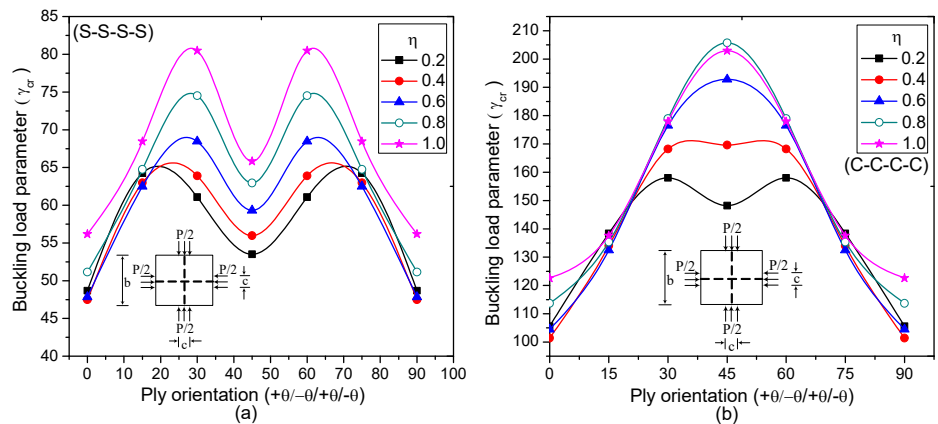 (a)
(S-S-S-S)
η
0.2
0.4
0.6
0.8
1.0
Buckling load parameter ( γcr )
85
80
75
70
65
60
55
50
45
40
P/2
P/2
P/2
b
c
P/2
c
0 10 20 30 40 50 60 70 80 90 100
Ply orientation (+θ/−θ/+θ/-θ)
(a)
(b)
η
0.2
0.4
0.6
0.8
1.0
(C-C-C-C)
Buckling load parameter ( γcr )
210
200
190
180
170
160
150
140
130
120
110
100
P/2
P/2
P/2
b
c
P/2
c
0 15 30 45 60 75 90
Ply orientation (+θ/−θ/+θ/-θ)
(b)